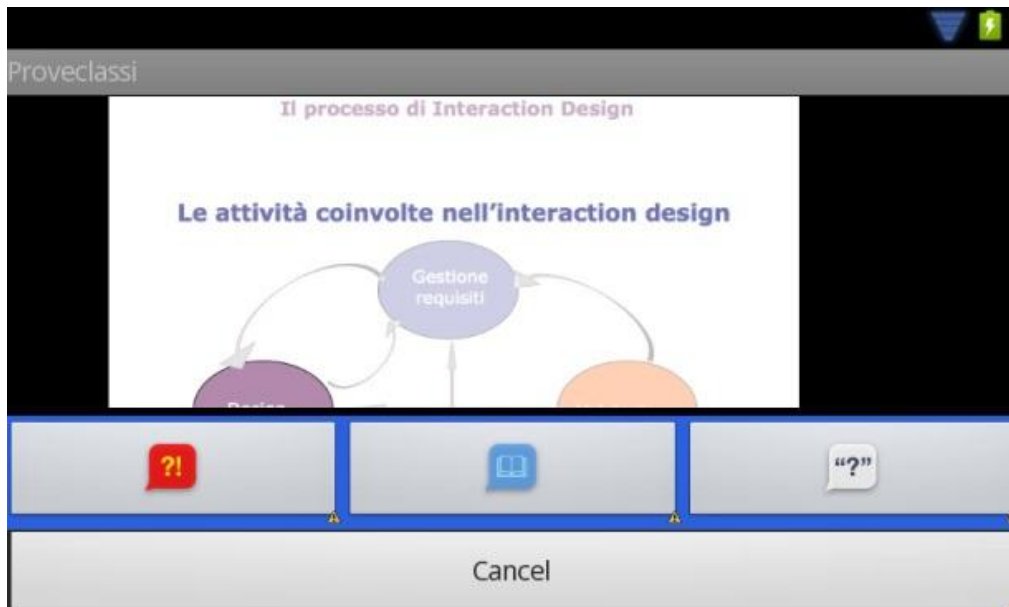 Proveclassi
Il processo di Interaction Design
Le attività coinvolte nell'interaction design
Gestione
requisiti
?!
“?”
Cancel